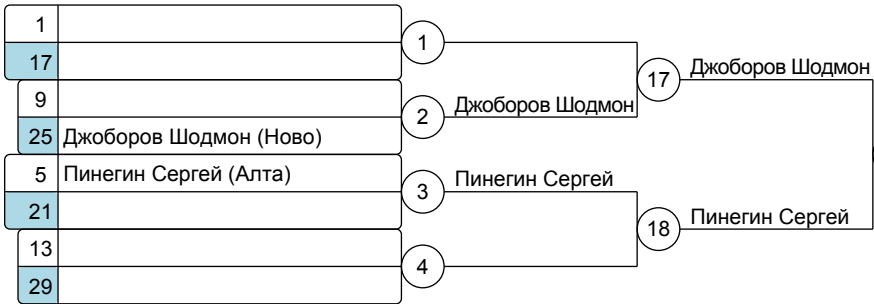 1
1
17
17
Джоборов Шодмон
9
2
Джоборов Шодмон
25
Джоборов Шодмон (Ново)
5
Пинегин Сергей (Алта)
3
Пинегин Сергей
21
18
Пинегин Сергей
13
4
29